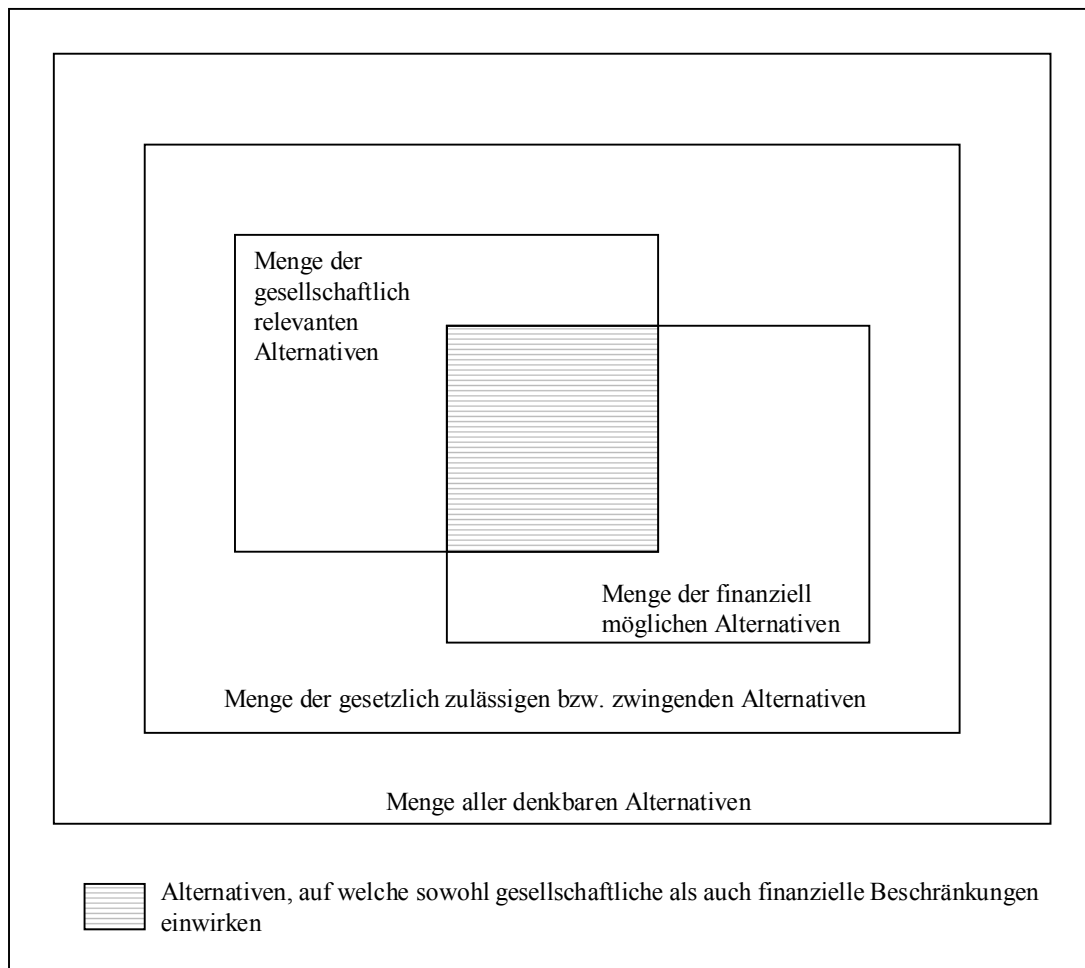 Menge der
gesellschaftlich
relevanten
Alternativen
Menge der finanziell
möglichen Alternativen
Menge der gesetzlich zulässigen bzw. zwingenden Alternativen
Menge aller denkbaren Alternativen
Alternativen, auf welche sowohl gesellschaftliche als auch finanzielle Beschränkungen
einwirken